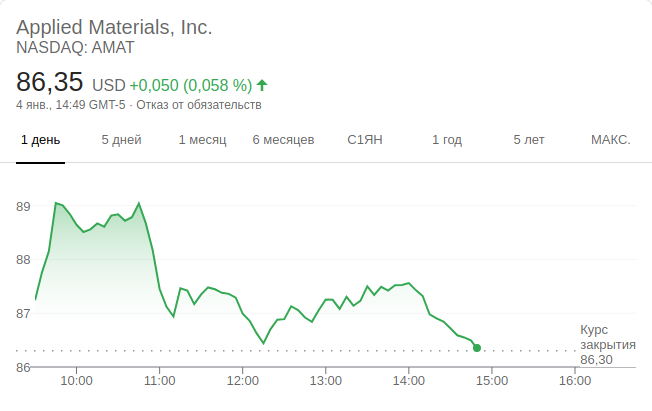 Applied Materials, Inc.
NASDAQ: AMAT
86,35 USD +0,050 (0,058 %)
4 янв., 14:49 GMT-5 · Отказ от обязательств
1 день 5 дней 1 месяц 6 месяцев С1ЯН 1 год 5 лет МАКС.
89
88
87
Курс
закрытия
86,30
86
10:00 11:00 12:00 13:00 14:00 15:00 16:00